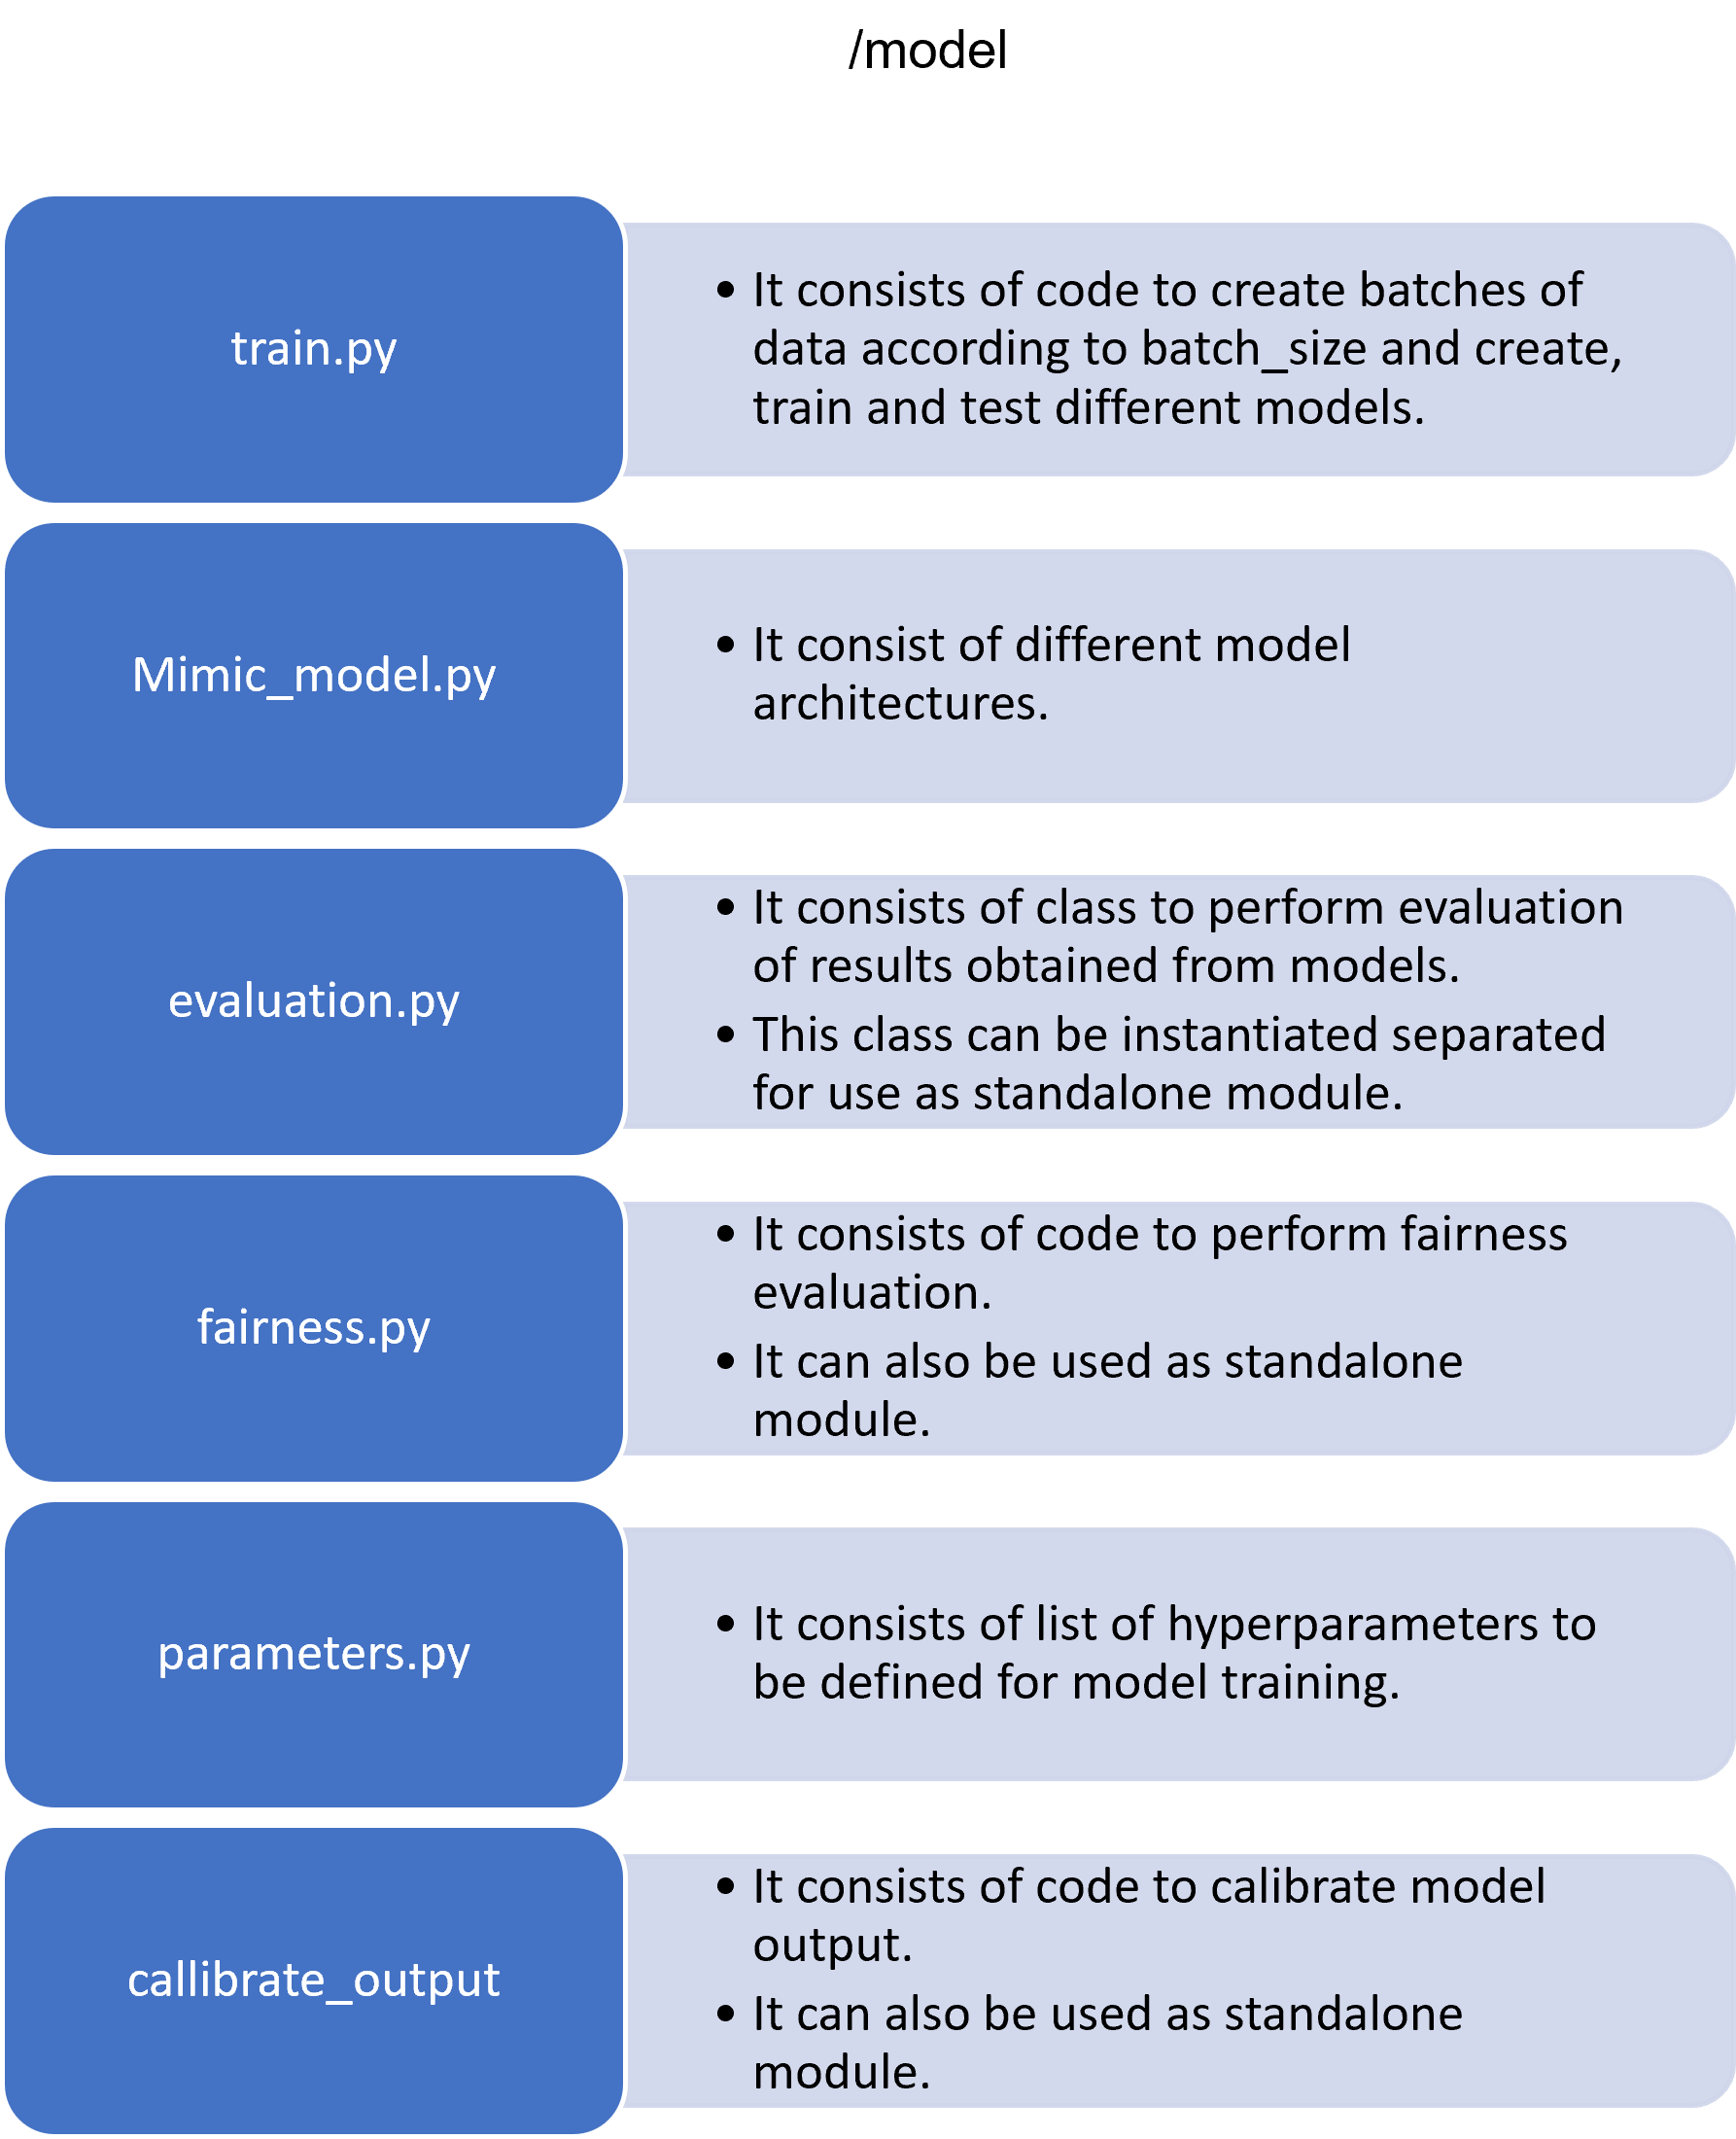 /model
train.py
• It consists of code to create batches of
data according to batch_size and create,
train and test different models.
Mimic_model.py
• It consist of different model
architectures.
evaluation.py
• It consists of class to perform evaluation
of results obtained from models.
• This class can be instantiated separated
for use as standalone module.
fairness.py
• It consists of code to perform fairness
evaluation.
• It can also be used as standalone
module.
parameters.py
• It consists of list of hyperparameters to
be defined for model training.
callibrate_output
• It consists of code to calibrate model
output.
• It can also be used as standalone
module.